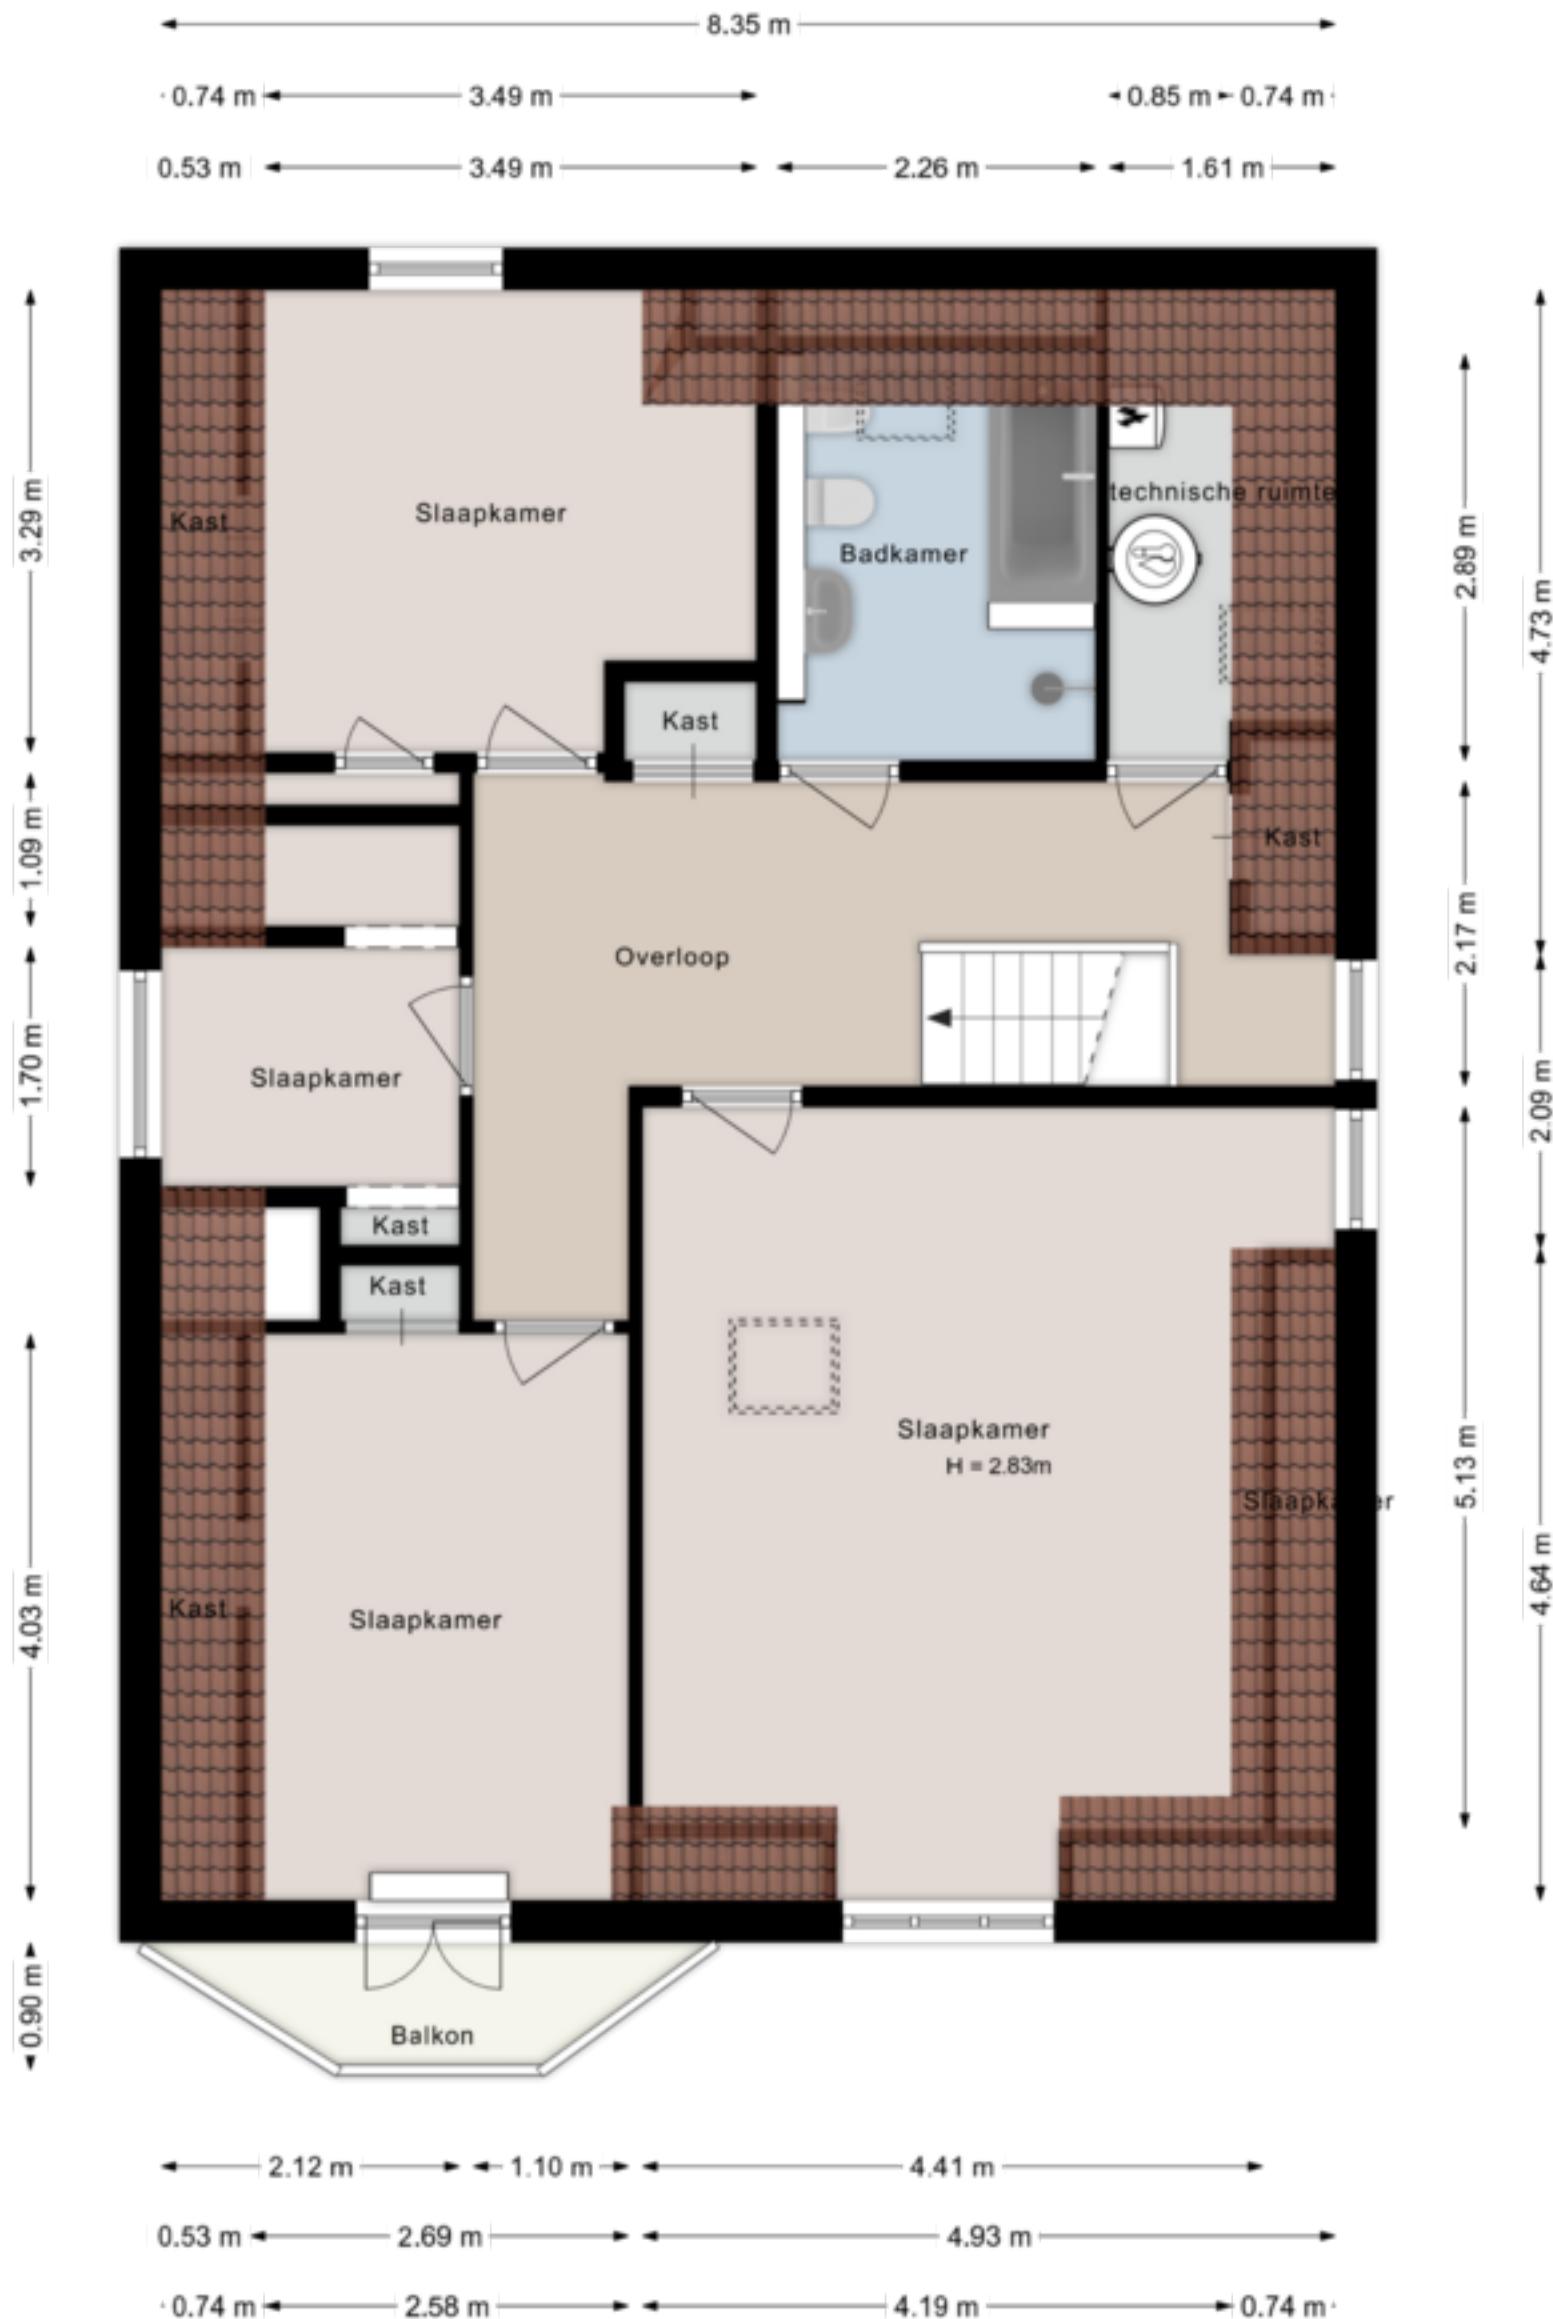 8.35 m
0.74 m
3.49 m
0.85 m
0.74 m
0.53 m
3.49 m
2.26 m
1.61 m
3.29 m
1.09 m
1.70 m
4.03 m
0.90 m
Kast
Slaapkamer
Badkamer
technische ruimte
Kast
Kast
Overloop
Slaapkamer
Kast
Kast
Slaapkamer
H = 2.83m
Slaapkamer
Kast
Slaapkamer
Balkon
2.89 m
2.17 m
5.13 m
4.73 m
2.09 m
4.64 m
2.12 m
1.10 m
4.41 m
0.53 m
2.69 m
4.93 m
0.74 m
2.58 m
4.19 m
0.74 m